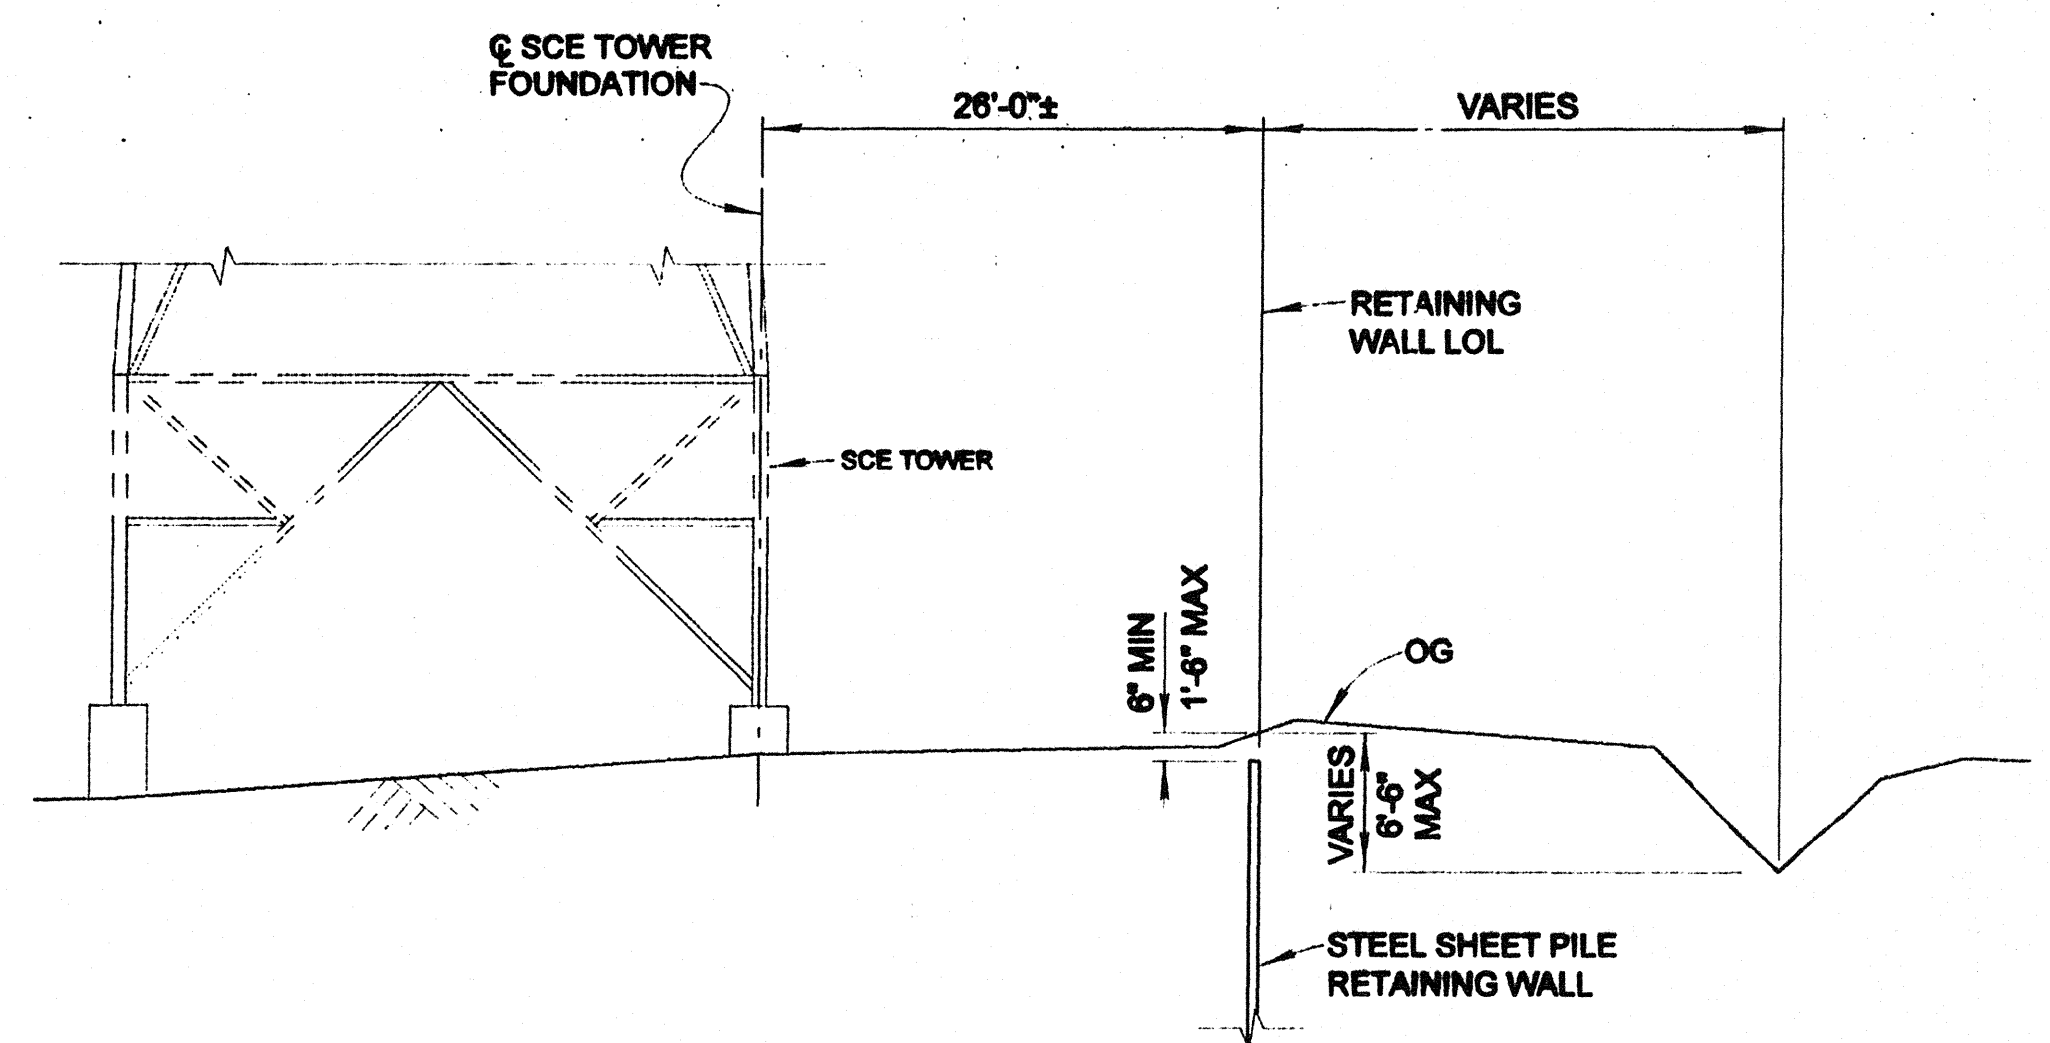 ℄ SCE TOWER
FOUNDATION
26'-0"±
VARIES
RETAINING
WALL LOL
SCE TOWER
6" MIN
1'-6" MAX
OG
VARIES
6'-6"
MAX
STEEL SHEET PILE
RETAINING WALL